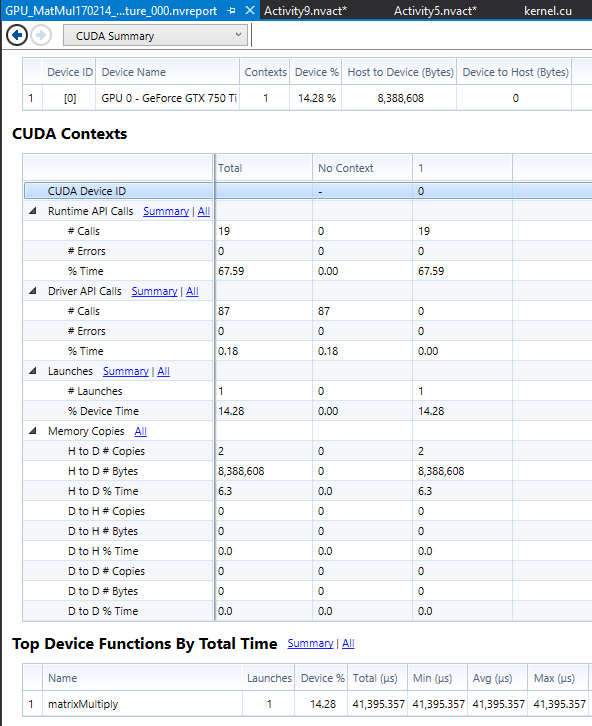 GPU_MatMul170214_...ture_000.nvreport Activity9.nvact* Activity5.nvact* kernel.cu
CUDA Summary
Device ID Device Name Contexts Device % Host to Device (Bytes) Device to Host (Bytes)
1 [0] GPU 0 - GeForce GTX 750 Ti 1 14.28 % 8,388,608 0
CUDA Contexts
Total No Context 1
CUDA Device ID - 0
Runtime API Calls Summary | All
# Calls 19 0 19
# Errors 0 0 0
% Time 67.59 0.00 67.59
Driver API Calls Summary | All
# Calls 87 87 0
# Errors 0 0 0
% Time 0.18 0.18 0.00
Launches Summary | All
# Launches 1 0 1
% Device Time 14.28 0.00 14.28
Memory Copies All
H to D # Copies 2 0 2
H to D # Bytes 8,388,608 0 8,388,608
H to D % Time 6.3 0.0 6.3
D to H # Copies 0 0 0
D to H # Bytes 0 0 0
D to H % Time 0.0 0.0 0.0
D to D # Copies 0 0 0
D to D # Bytes 0 0 0
D to D % Time 0.0 0.0 0.0
Top Device Functions By Total Time Summary | All
Name Launches Device % Total (µs) Min (µs) Avg (µs) Max (µs)
1 matrixMultiply 1 14.28 41,395.357 41,395.357 41,395.357 41,395.357